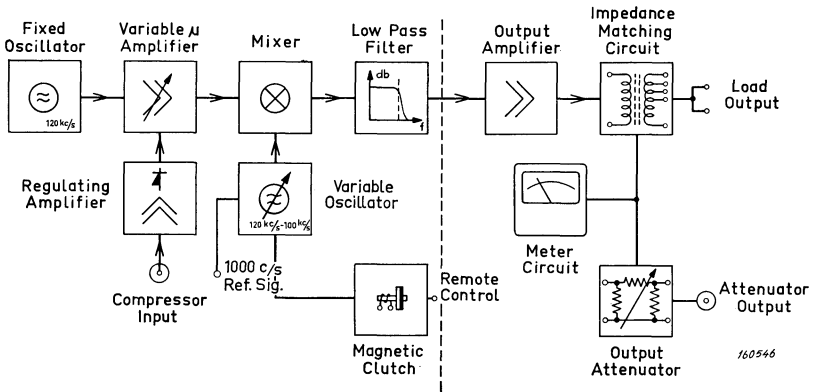 Fixed
Oscillator
120 kc/s
Variable μ
Amplifier
Mixer
Low Pass
Filter
db
f
Output
Amplifier
Impedance
Matching
Circuit
Load
Output
Regulating
Amplifier
Variable
Oscillator
120 kc/s-100 kc/s
Meter
Circuit
Compressor
Input
1000 c/s
Ref. Sig.
Remote
Control
Magnetic
Clutch
Attenuator
Output
Output
Attenuator
160546